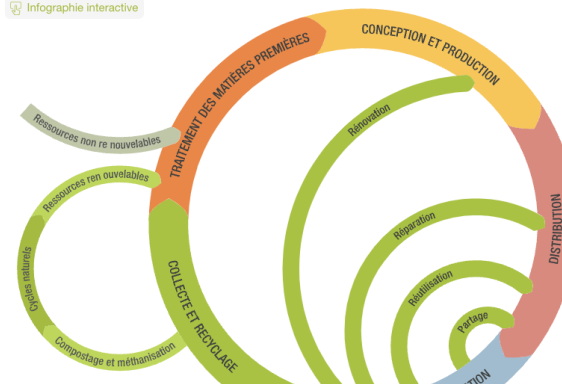 Infographie interactive
CONCEPTION ET PRODUCTION
TRAITEMENT DES MATIÈRES PREMIÈRES
Rénovation
Ressources non re nouvelables
Ressources ren ouvelables
DISTRIBUTION
Réparation
Cycles naturels
COLLECTE ET RECYCLAGE
Réutilisation
Partage
Compostage et méthanisation